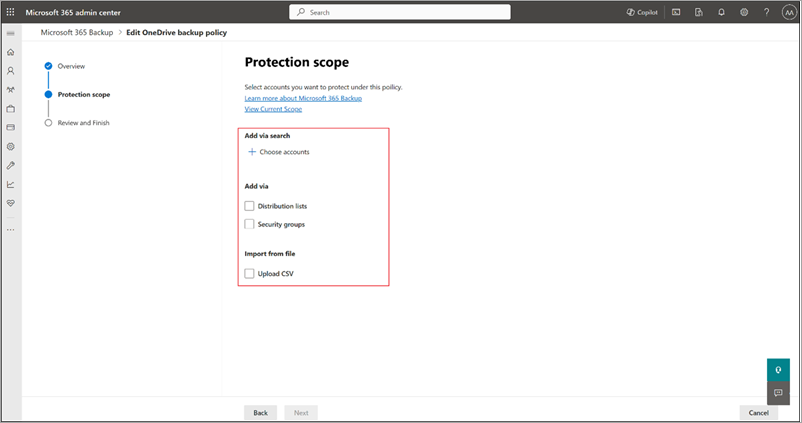 Microsoft 365 admin center
Search
Copilot
AA
Microsoft 365 Backup > Edit OneDrive backup policy
Overview
Protection scope
Review and Finish
Protection scope
Select accounts you want to protect under this poilicy.
Learn more about Microsoft 365 Backup
View Current Scope
Add via search
+ Choose accounts
Add via
Distribution lists
Security groups
Import from file
Upload CSV
Back
Next
Cancel